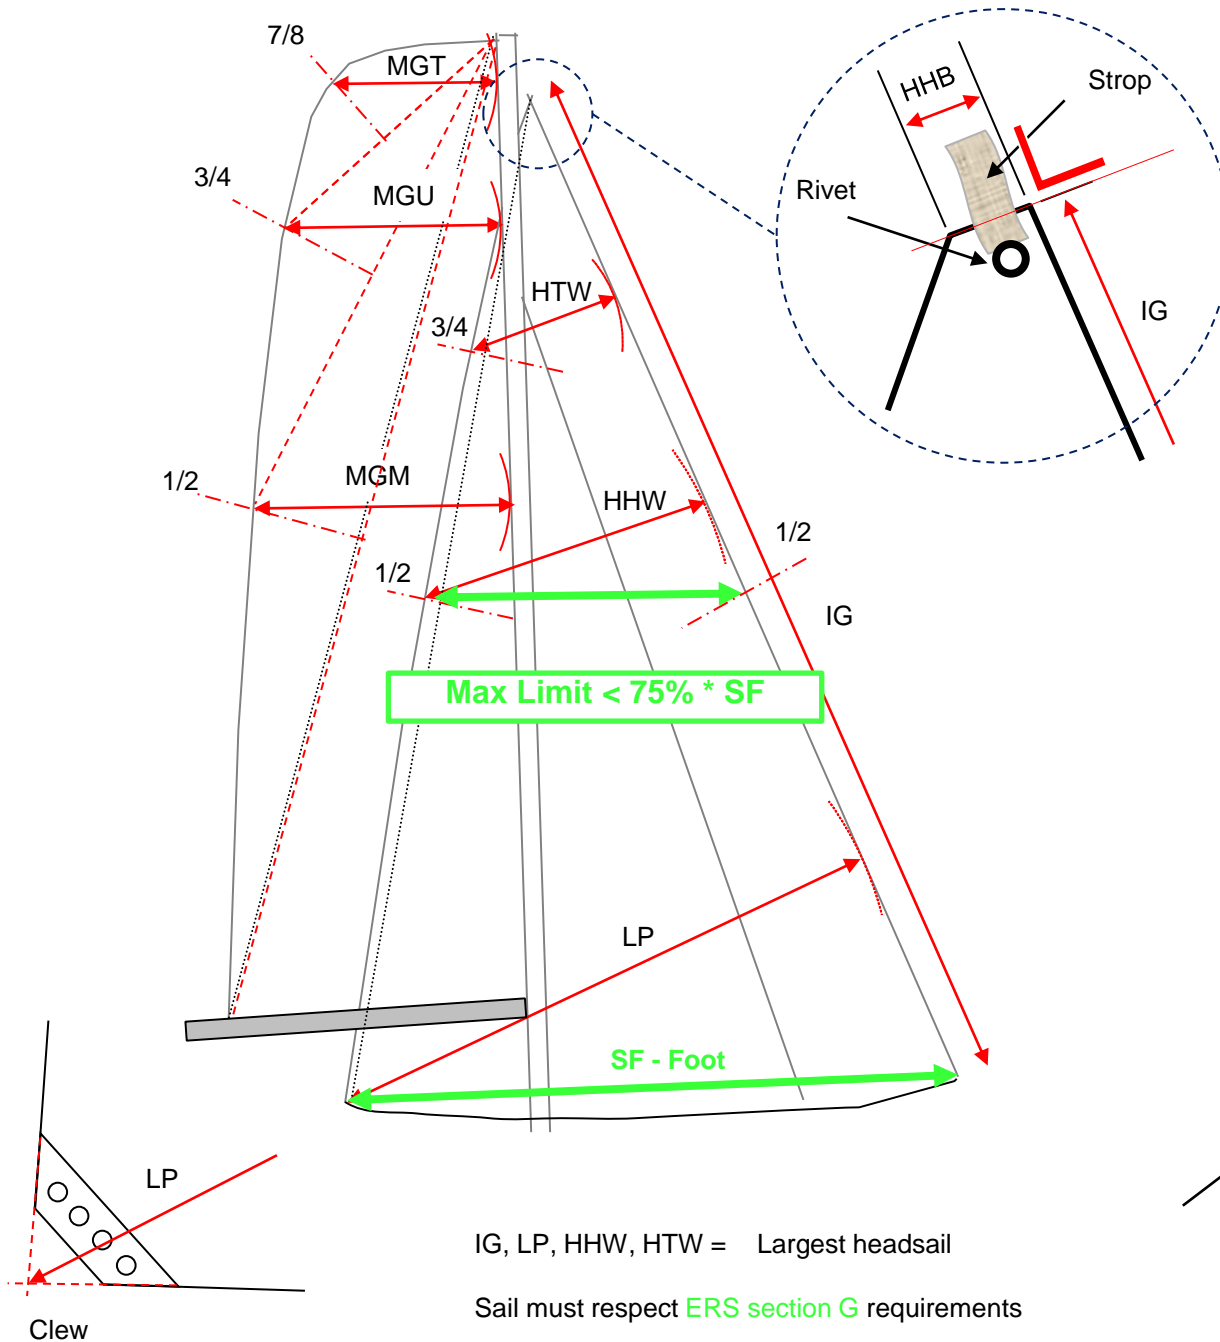 7/8
MGT
HHB
Strop
3/4
MGU
Rivet
HTW
IG
3/4
1/2
MGM
HHW
1/2
1/2
IG
Max Limit < 75% * SF
LP
SF - Foot
LP
IG, LP, HHW, HTW = Largest headsail
Sail must respect ERS section G requirements
Clew